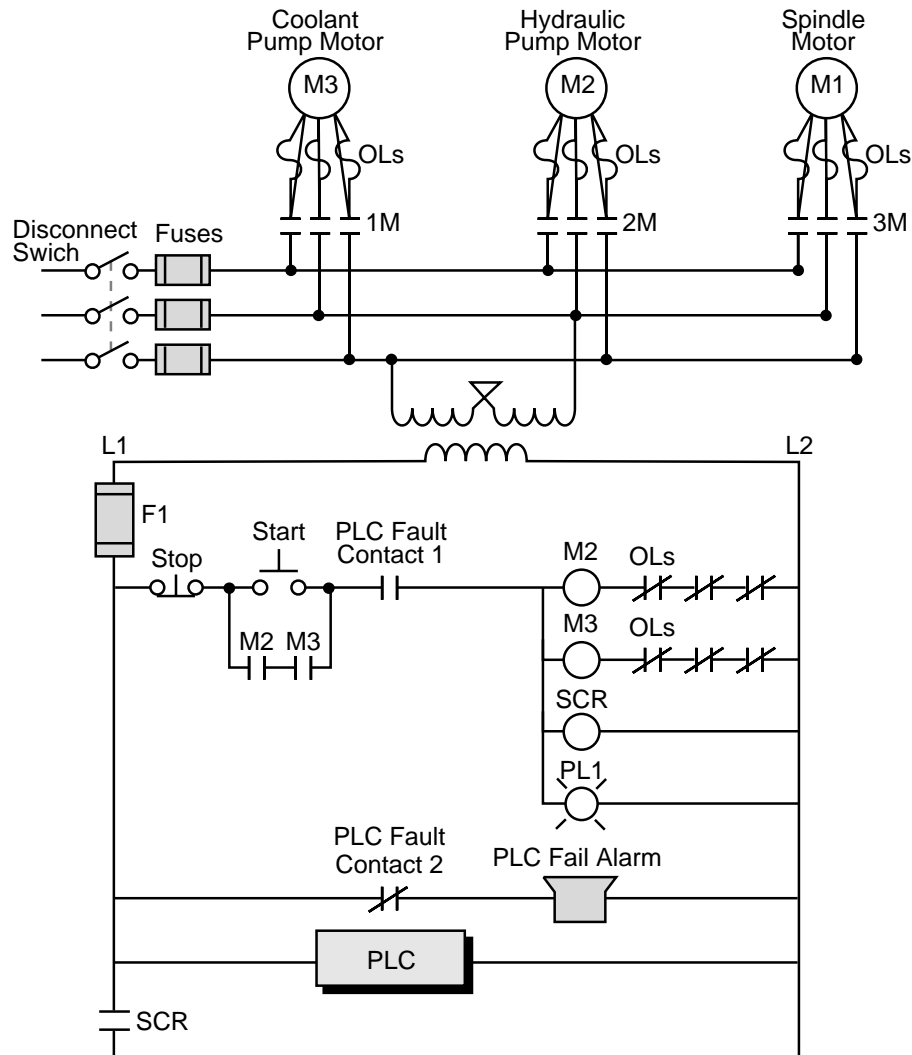 Coolant
Pump Motor
Hydraulic
Pump Motor
Spindle
Motor
M3
M2
M1
OLs
OLs
OLs
1M
2M
3M
Disconnect
Swich
Fuses
L1
L2
F1
Stop
Start
PLC Fault
Contact 1
M2
OLs
M2 M3
M3
OLs
SCR
PL1
PLC Fault
Contact 2
PLC Fail Alarm
PLC
SCR